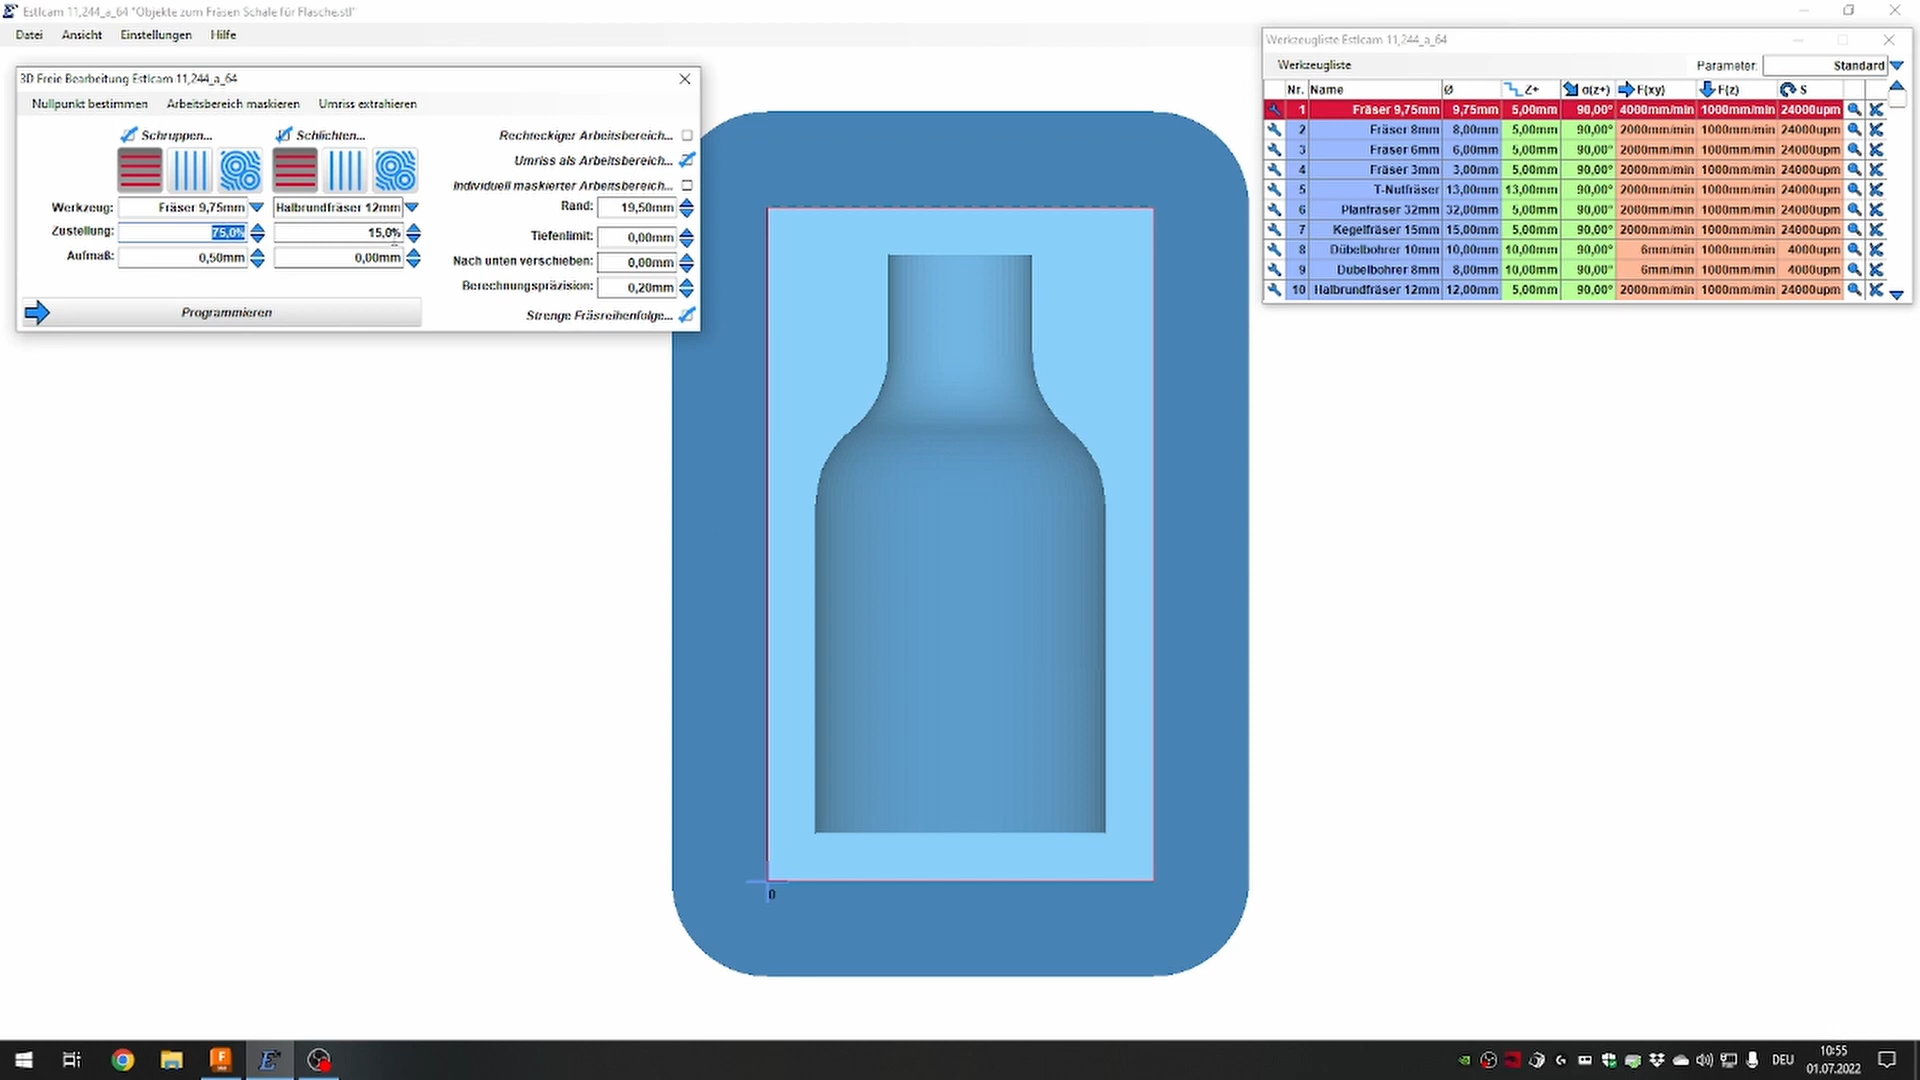 Estlcam 11,244_a_64 "Objekte zum Fräsen Schale für Flasche.stl"
Datei Ansicht Einstellungen Hilfe
3D Freie Bearbeitung Estlcam 11,244_a_64
Nullpunkt bestimmen Arbeitsbereich maskieren Umriss extrahieren
Schruppen... Schlichten...
Werkzeug: Fräser 9,75mm Halbrundfräser 12mm
Zustellung: 75,0% 15,0%
Aufmaß: 0,50mm 0,00mm
Programmieren
Rechteckiger Arbeitsbereich...
Umriss als Arbeitsbereich...
Individuell maskierter Arbeitsbereich...
Rand: 19,50mm
Tiefenlimit: 0,00mm
Nach unten verschieben: 0,00mm
Berechnungspräzision: 0,20mm
Strenge Fräsreihenfolge...
Werkzeugliste Estlcam 11,244_a_64
Werkzeugliste Parameter: Standard
Nr. Name Ø Z+ α(z+) F(xy) F(z) S
1 Fräser 9,75mm 9,75mm 5,00mm 90,00° 4000mm/min 1000mm/min 24000upm
2 Fräser 8mm 8,00mm 5,00mm 90,00° 2000mm/min 1000mm/min 24000upm
3 Fräser 6mm 6,00mm 5,00mm 90,00° 2000mm/min 1000mm/min 24000upm
4 Fräser 3mm 3,00mm 5,00mm 90,00° 2000mm/min 1000mm/min 24000upm
5 T-Nutfräser 13,00mm 13,00mm 90,00° 2000mm/min 1000mm/min 24000upm
6 Planfräser 32mm 32,00mm 5,00mm 90,00° 2000mm/min 1000mm/min 24000upm
7 Kegelfräser 15mm 15,00mm 5,00mm 90,00° 2000mm/min 1000mm/min 24000upm
8 Dübelbohrer 10mm 10,00mm 10,00mm 90,00° 6mm/min 1000mm/min 4000upm
9 Dübelbohrer 8mm 8,00mm 10,00mm 90,00° 6mm/min 1000mm/min 4000upm
10 Halbrundfräser 12mm 12,00mm 5,00mm 90,00° 2000mm/min 1000mm/min 24000upm
0
DEU
10:55
01.07.2022